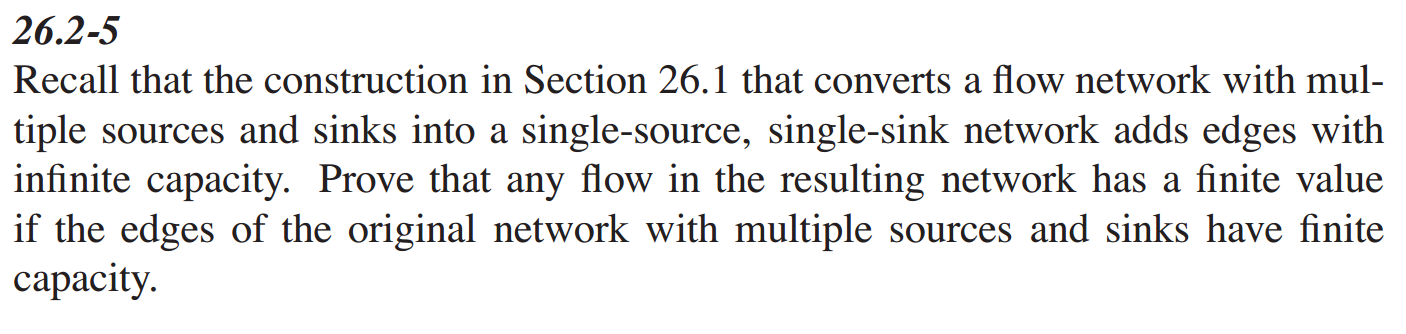 26.2-5
Recall that the construction in Section 26.1 that converts a flow network with mul-
tiple sources and sinks into a single-source, single-sink network adds edges with
infinite capacity. Prove that any flow in the resulting network has a finite value
if the edges of the original network with multiple sources and sinks have finite
capacity.